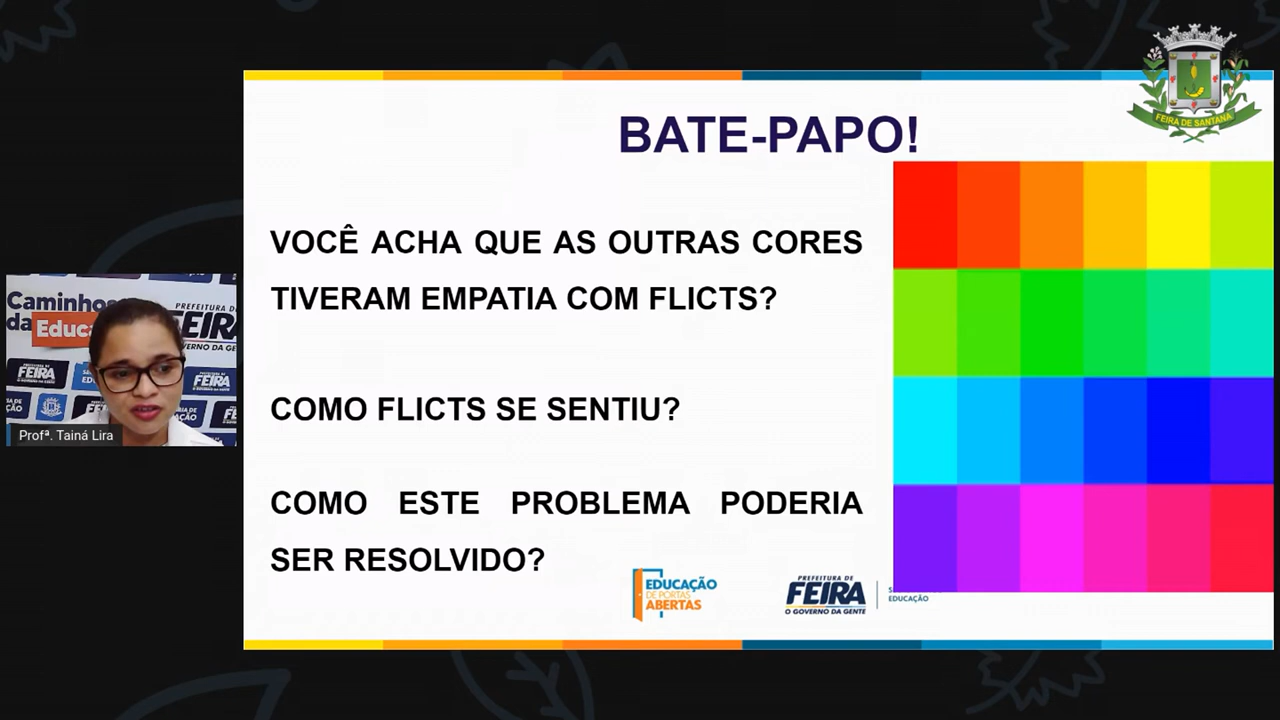 FEIRA DE SANTANA
BATE-PAPO!
VOCÊ ACHA QUE AS OUTRAS CORES
TIVERAM EMPATIA COM FLICTS?
COMO FLICTS SE SENTIU?
COMO ESTE PROBLEMA PODERIA
SER RESOLVIDO?
EDUCAÇÃO
DE PORTAS
ABERTAS
PREFEITURA DE
FEIRA
O GOVERNO DA GENTE
EDUCAÇÃO
Caminhos
da Educa
PREFEITURA DE
FEIRA
GOVERNO DA GENTE
FEIRA
FEIRA
Profª. Tainá Lira